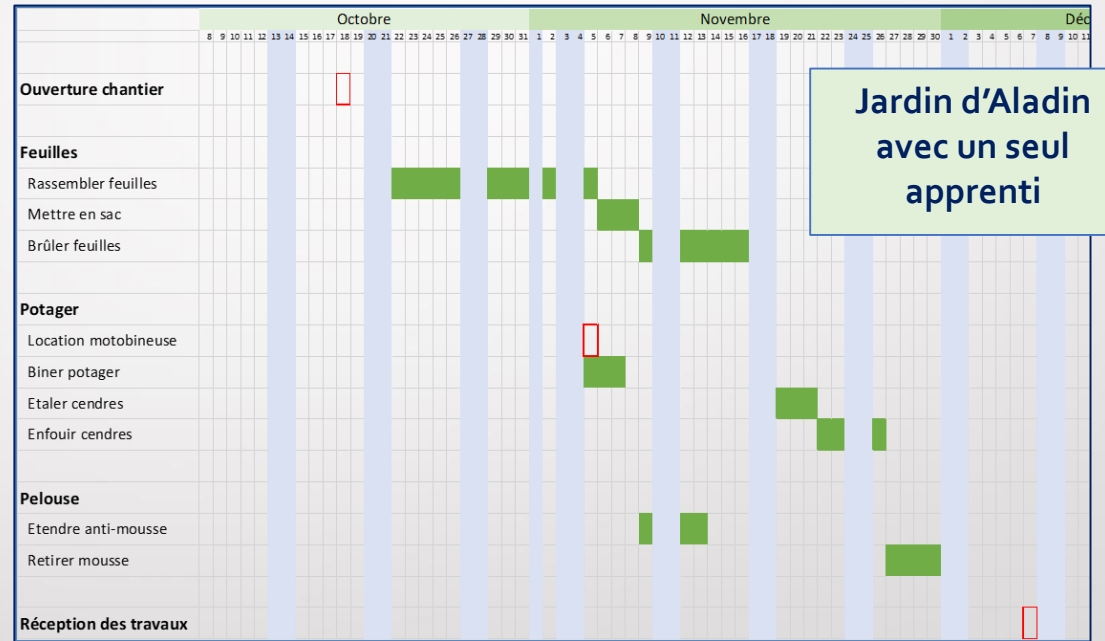 Octobre Novembre Déc
8 9 10 11 12 13 14 15 16 17 18 19 20 21 22 23 24 25 26 27 28 29 30 31 1 2 3 4 5 6 7 8 9 10 11 12 13 14 15 16 17 18 19 20 21 22 23 24 25 26 27 28 29 30 1 2 3 4 5 6 7 8 9 10 11
Jardin d'Aladin
avec un seul
apprenti
Ouverture chantier
Feuilles
Rassembler feuilles
Mettre en sac
Brûler feuilles
Potager
Location motobineuse
Biner potager
Etaler cendres
Enfouir cendres
Pelouse
Etendre anti-mousse
Retirer mousse
Réception des travaux